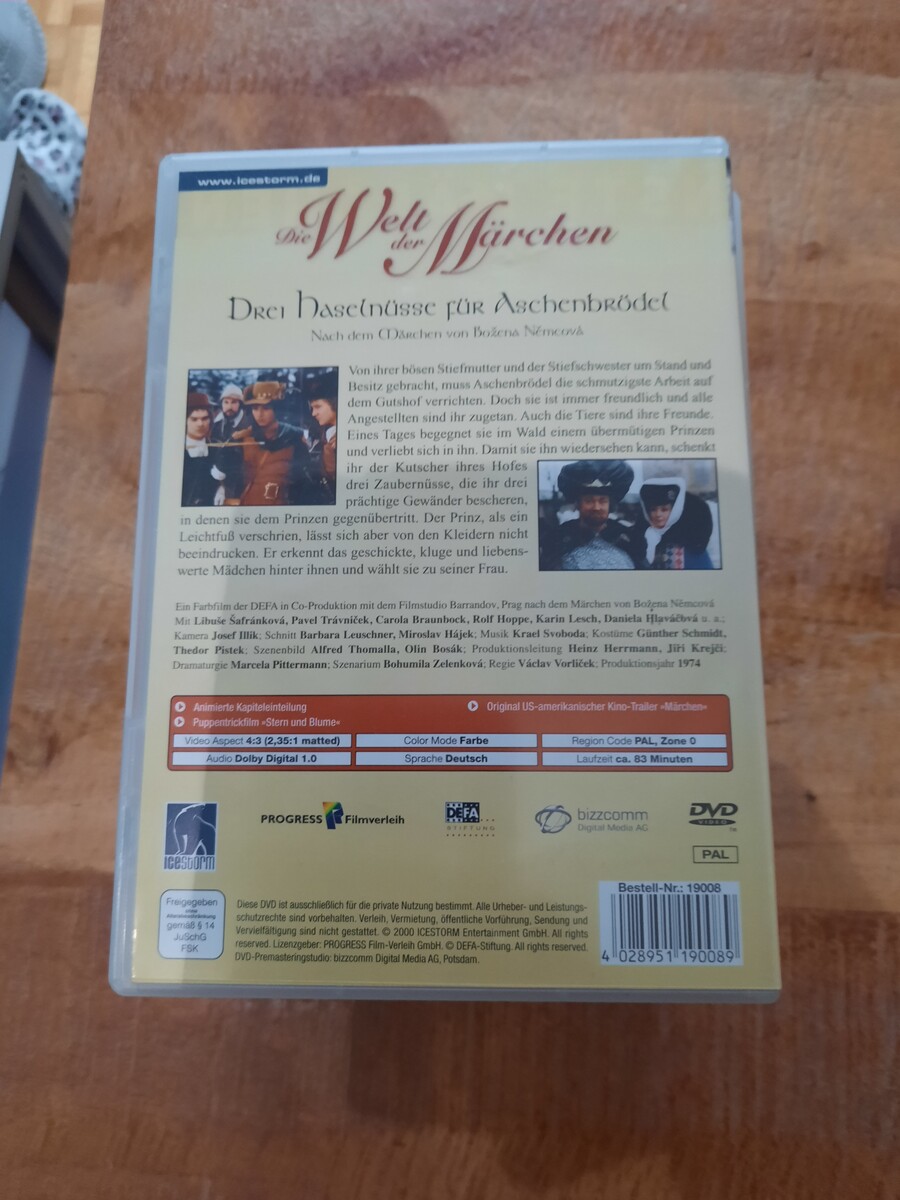 www.icestorm.de
Die Welt der Märchen
Drei Haselnüsse für Aschenbrödel
Nach dem Märchen von Božena Němcová
Von ihrer bösen Stiefmutter und der Stiefschwester um Stand und
Besitz gebracht, muss Aschenbrödel die schmutzigste Arbeit auf
dem Gutshof verrichten. Doch sie ist immer freundlich und alle
Angestellten sind ihr zugetan. Auch die Tiere sind ihre Freunde.
Eines Tages begegnet sie im Wald einem übermütigen Prinzen
und verliebt sich in ihn. Damit sie ihn wiedersehen kann, schenkt
ihr der Kutscher ihres Hofes
drei Zaubernüsse, die ihr drei
prächtige Gewänder bescheren,
in denen sie dem Prinzen gegenübertritt. Der Prinz, als ein
Leichtfuß verschrien, lässt sich aber von den Kleidern nicht
beeindrucken. Er erkennt das geschickte, kluge und liebens-
werte Mädchen hinter ihnen und wählt sie zu seiner Frau.
Ein Farbfilm der DEFA in Co-Produktion mit dem Filmstudio Barrandov, Prag nach dem Märchen von Božena Němcová
Mit Libuše Šafránková, Pavel Trávníček, Carola Braunbock, Rolf Hoppe, Karin Lesch, Daniela Hlaváčová u. a.;
Kamera Josef Illík; Schnitt Barbara Leuschner, Miroslav Hájek; Musik Krael Svoboda; Kostüme Günther Schmidt,
Thedor Pistek; Szenenbild Alfred Thomalla, Olin Bosák; Produktionsleitung Heinz Herrmann, Jiří Krejčí;
Dramaturgie Marcela Pittermann; Szenarium Bohumila Zelenková; Regie Václav Vorlíček; Produktionsjahr 1974
Animierte Kapiteleinteilung
Original US-amerikanischer Kino-Trailer »Märchen«
Puppentrickfilm »Stern und Blume«
Video Aspect 4:3 (2,35:1 matted)
Color Mode Farbe
Region Code PAL, Zone 0
Audio Dolby Digital 1.0
Sprache Deutsch
Laufzeit ca. 83 Minuten
ICESTORM
PROGRESS Filmverleih
DEFA
STIFTUNG
bizzcomm
Digital Media AG
DVD
VIDEO
TM
PAL
Freigegeben
ohne
Altersbeschränkung
gemäß § 14
JuSchG
FSK
Diese DVD ist ausschließlich für die private Nutzung bestimmt. Alle Urheber- und Leistungs-
schutzrechte sind vorbehalten. Verleih, Vermietung, öffentliche Vorführung, Sendung und
Vervielfältigung sind nicht gestattet. © 2000 ICESTORM Entertainment GmbH. All rights
reserved. Lizenzgeber: PROGRESS Film-Verleih GmbH. © DEFA-Stiftung. All rights reserved.
DVD-Premasteringstudio: bizzcomm Digital Media AG, Potsdam.
Bestell-Nr.: 19008
4 028951 190089